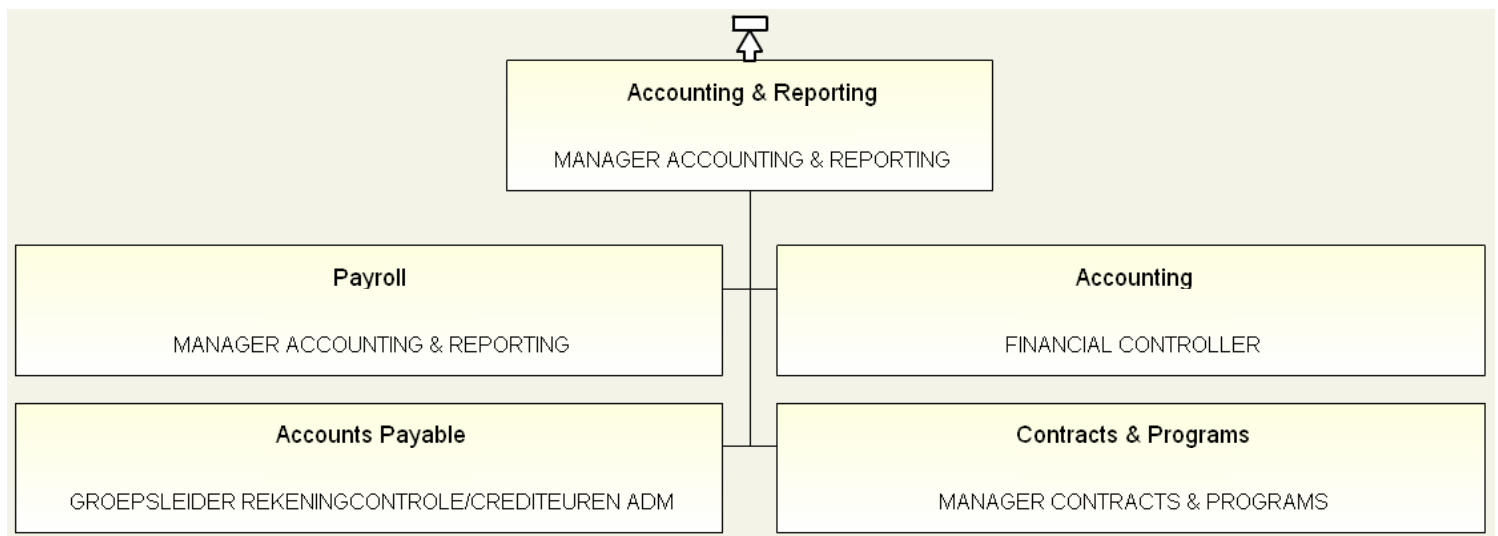 Accounting & Reporting
MANAGER ACCOUNTING & REPORTING
Payroll
MANAGER ACCOUNTING & REPORTING
Accounting
FINANCIAL CONTROLLER
Accounts Payable
GROEPSLEIDER REKENINGCONTROLE/CREDITEUREN ADM
Contracts & Programs
MANAGER CONTRACTS & PROGRAMS